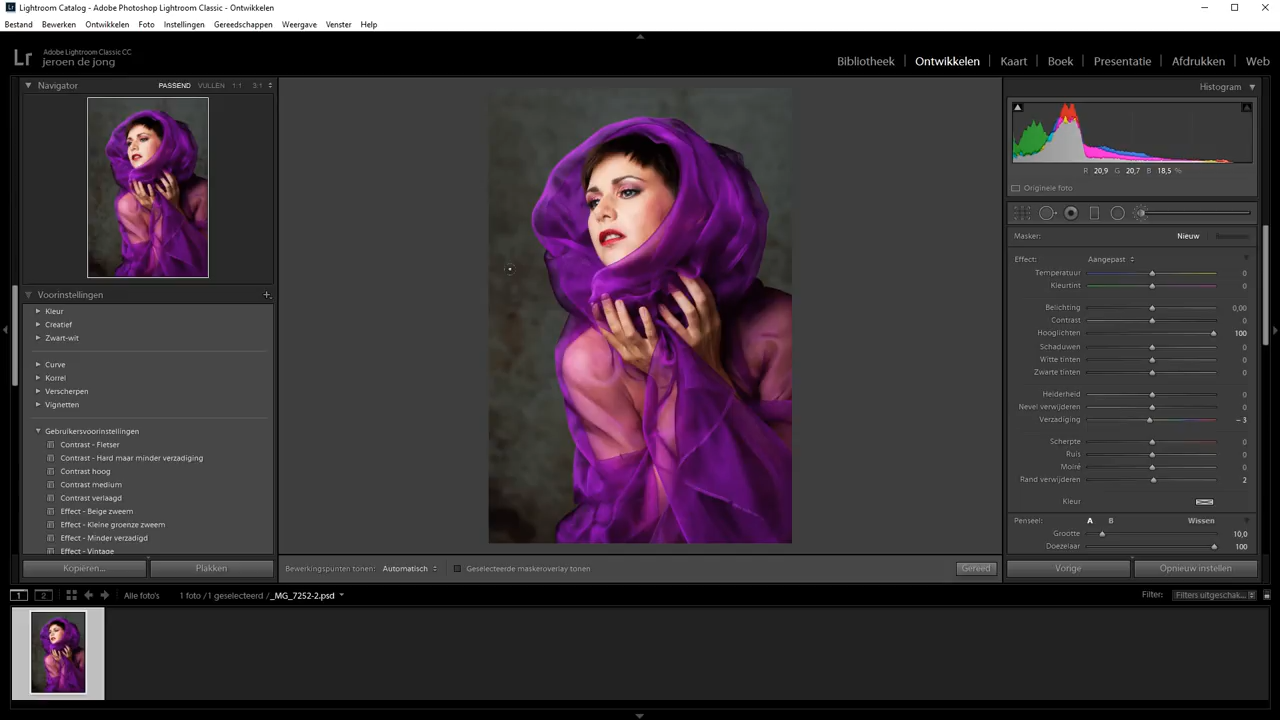 Lightroom Catalog - Adobe Photoshop Lightroom Classic - Ontwikkelen
Bestand Bewerken Ontwikkelen Foto Instellingen Gereedschappen Weergave Venster Help
Lr Adobe Lightroom Classic CC
jeroen de jong
Bibliotheek Ontwikkelen Kaart Boek Presentatie Afdrukken Web
Navigator PASSEND VULLEN 1:1 3:1
Voorinstellingen +
Kleur
Creatief
Zwart-wit
Curve
Korrel
Verscherpen
Vignetten
Gebruikersvoorinstellingen
Contrast - Fletser
Contrast - Hard maar minder verzadiging
Contrast hoog
Contrast medium
Contrast verlaagd
Effect - Beige zweem
Effect - Kleine groenze zweem
Effect - Minder verzadigd
Effect - Vintage
Kopiëren... Plakken
Bewerkingspunten tonen: Automatisch Geselecteerde maskeroverlay tonen Gereed
Histogram
R 20,9 G 20,7 B 18,5 %
Originele foto
Masker: Nieuw
Effect: Aangepast
Temperatuur 0
Kleurtint 0
Belichting 0,00
Contrast 0
Hooglichten 100
Schaduwen 0
Witte tinten 0
Zwarte tinten 0
Helderheid 0
Nevel verwijderen 0
Verzadiging – 3
Scherpte 0
Ruis 0
Moiré 0
Rand verwijderen 2
Kleur
Penseel: A B Wissen
Grootte 10,0
Doezelaar 100
Vorige Opnieuw instellen
1 2 Alle foto's 1 foto /1 geselecteerd /_MG_7252-2.psd Filter: Filters uitgeschak...